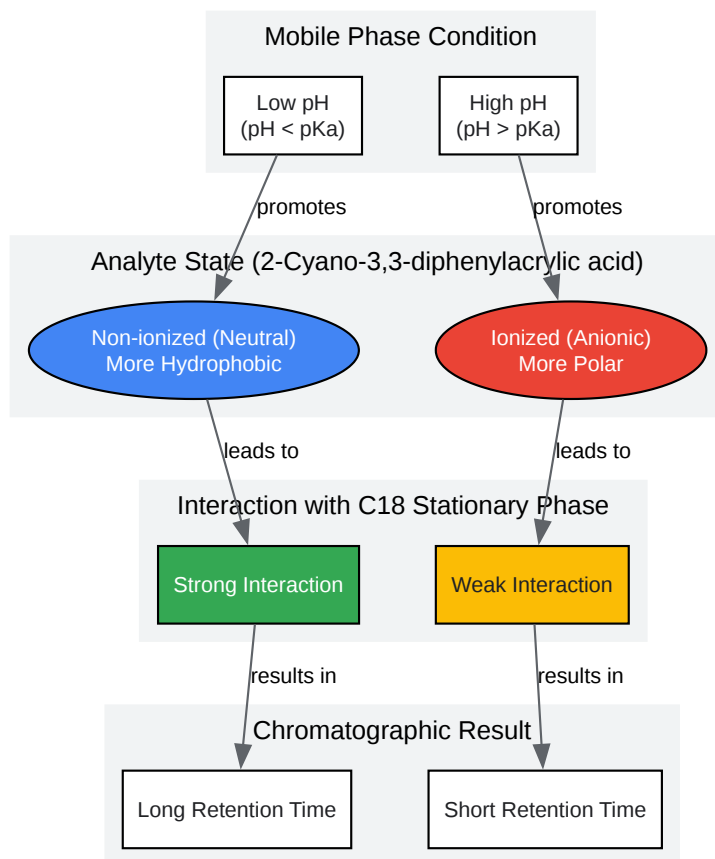 Mobile Phase Condition
Low pH
(pH < pKa)
High pH
(pH > pKa)
promotes
promotes
Analyte State (2-Cyano-3,3-diphenylacrylic acid)
Non-ionized (Neutral)
More Hydrophobic
Ionized (Anionic)
More Polar
leads to
leads to
Interaction with C18 Stationary Phase
Strong Interaction
Weak Interaction
results in
results in
Chromatographic Result
Long Retention Time
Short Retention Time